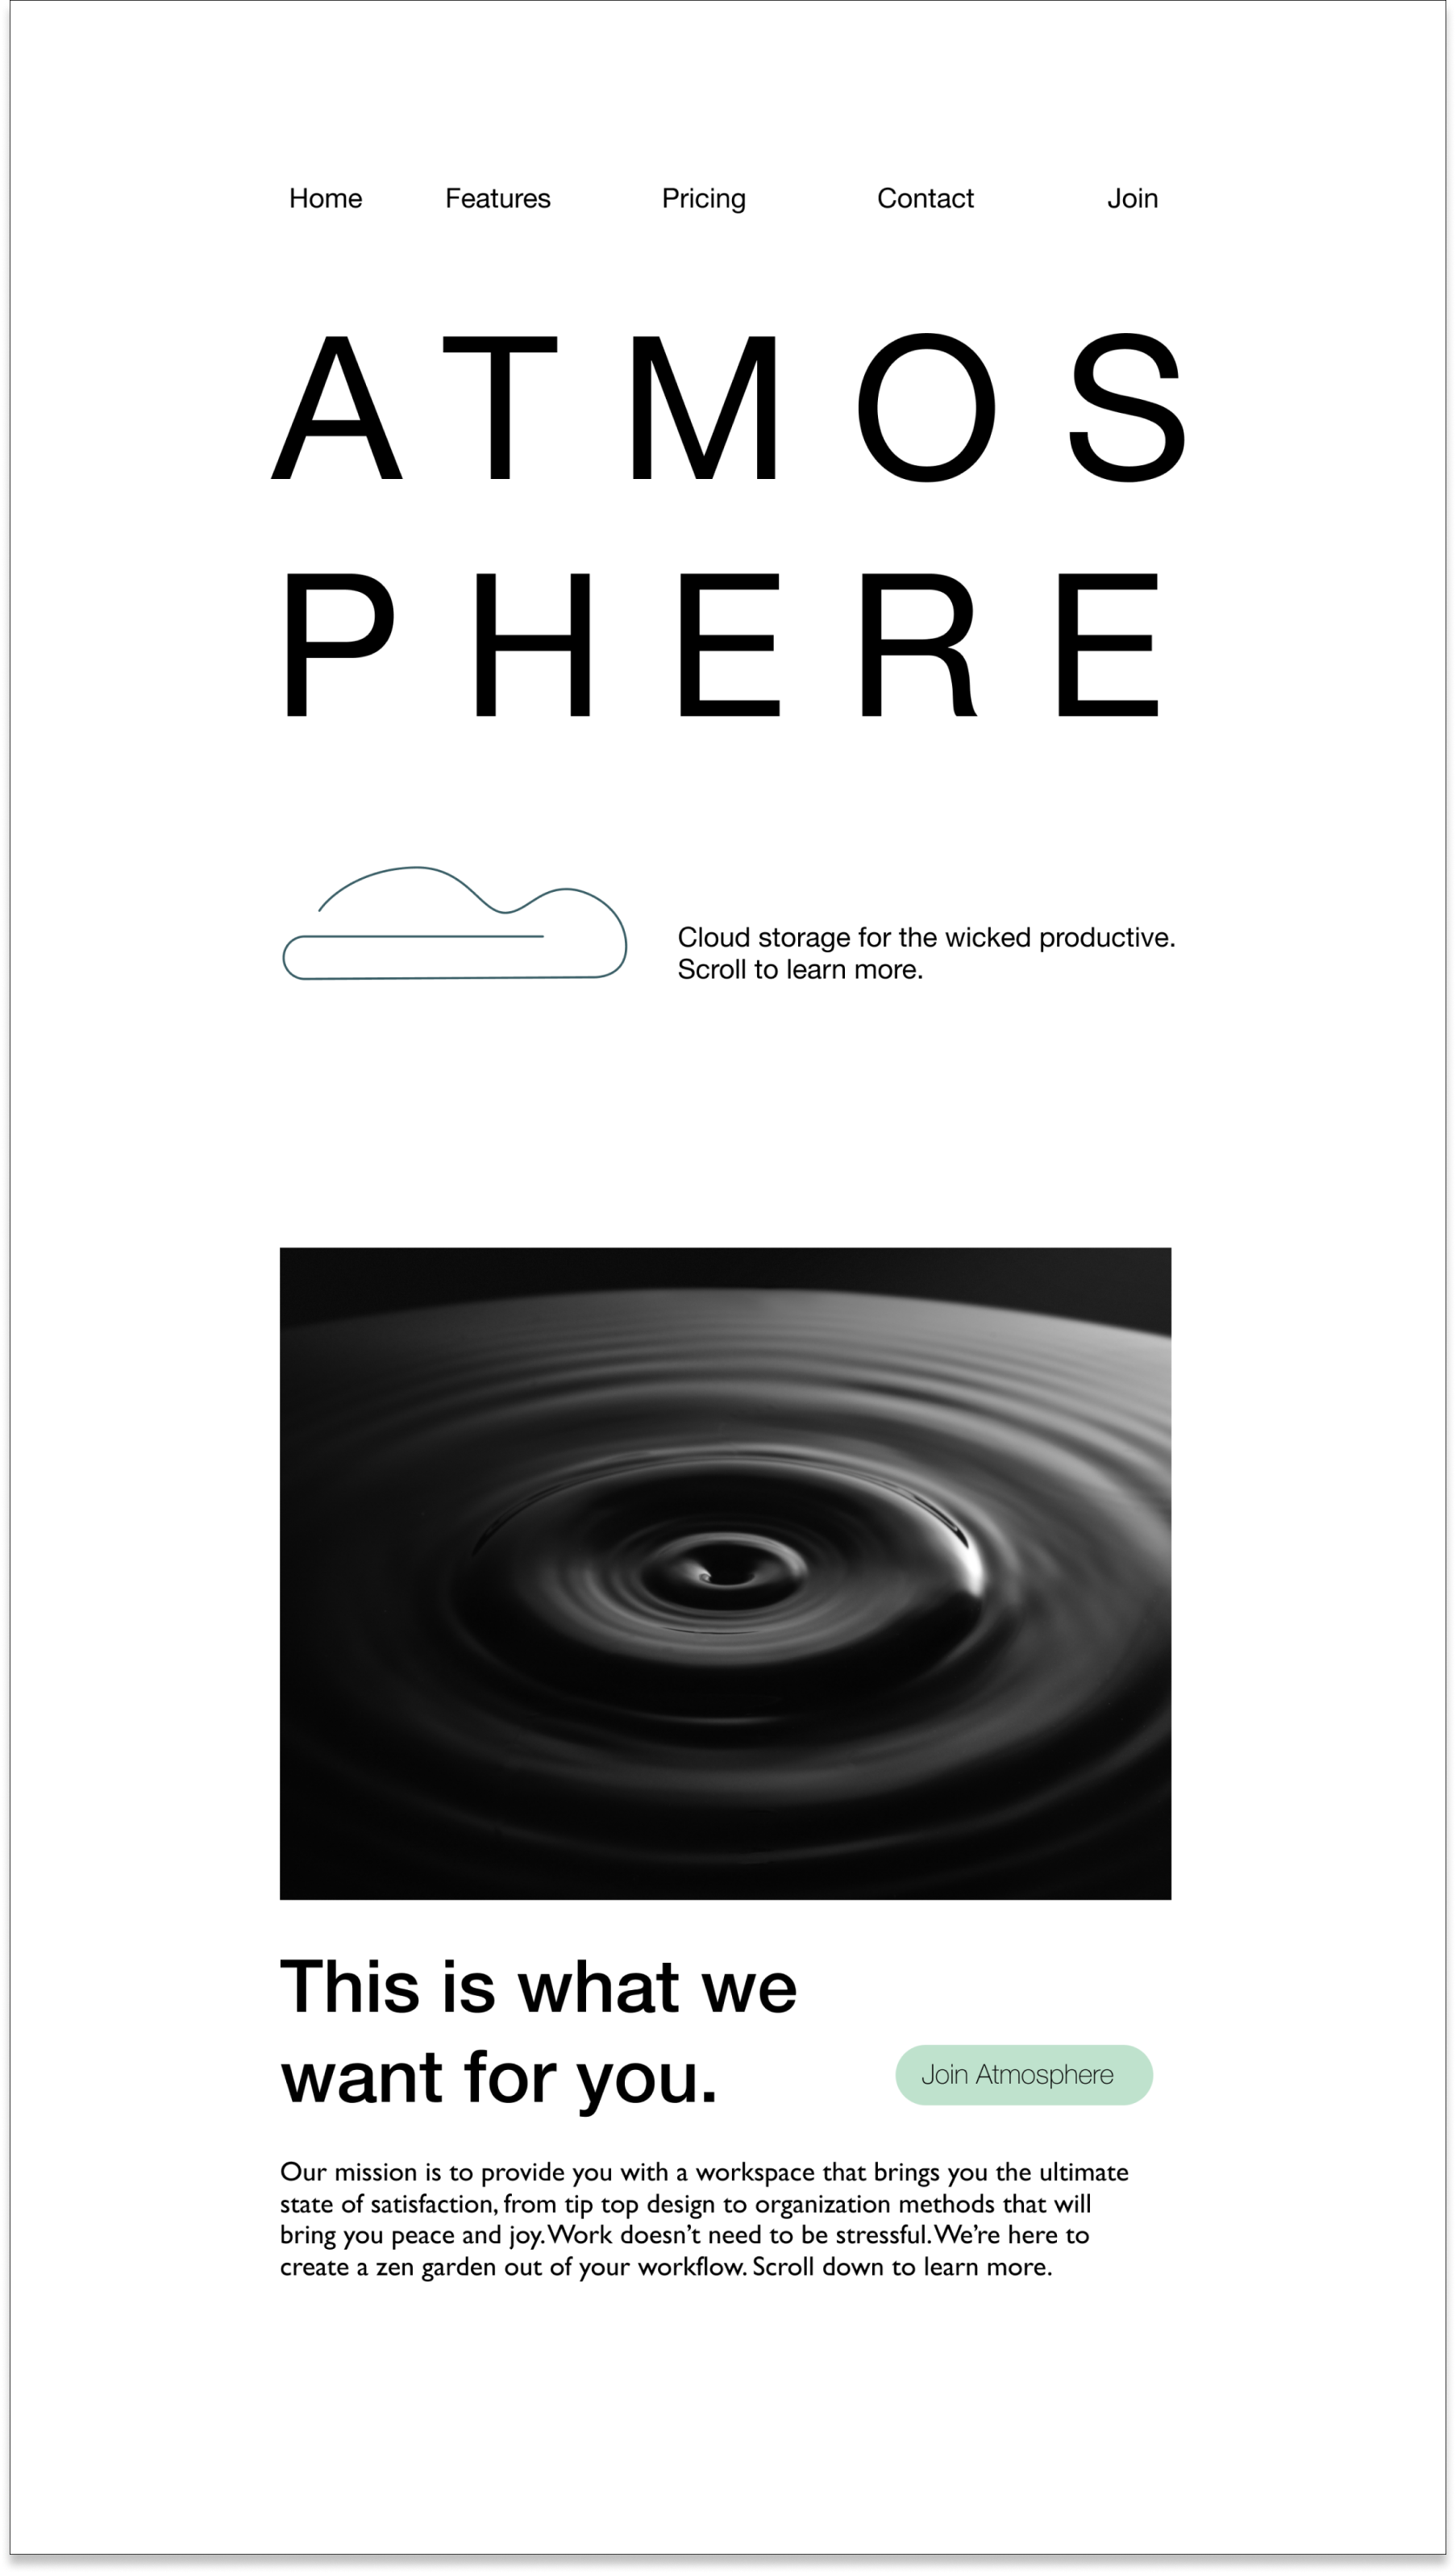 Home Features Pricing Contact Join
ATMOS
PHERE
Cloud storage for the wicked productive.
Scroll to learn more.
This is what we
want for you.
Join Atmosphere
Our mission is to provide you with a workspace that brings you the ultimate
state of satisfaction, from tip top design to organization methods that will
bring you peace and joy. Work doesn’t need to be stressful. We’re here to
create a zen garden out of your workflow. Scroll down to learn more.